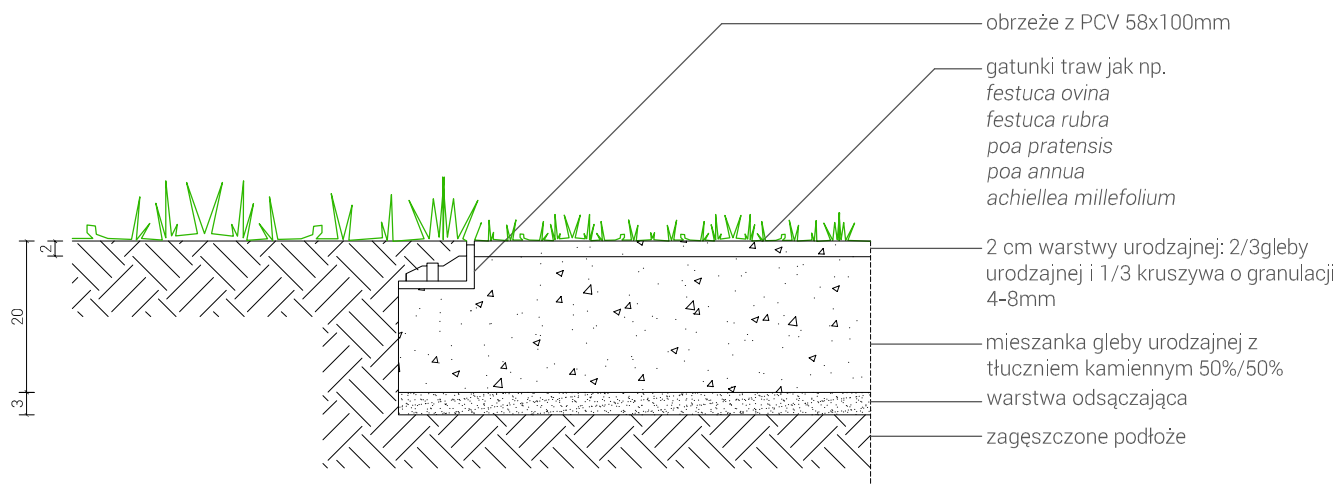 obrzeże z PCV 58x100mm
gatunki traw jak np.
festuca ovina
festuca rubra
poa pratensis
poa annua
achiellea millefolium
2 cm warstwy urodzajnej: 2/3gleby
urodzajnej i 1/3 kruszywa o granulacji
4-8mm
mieszanka gleby urodzajnej z
tłuczniem kamiennym 50%/50%
warstwa odsączająca
zagęszczone podłoże
2
20
3